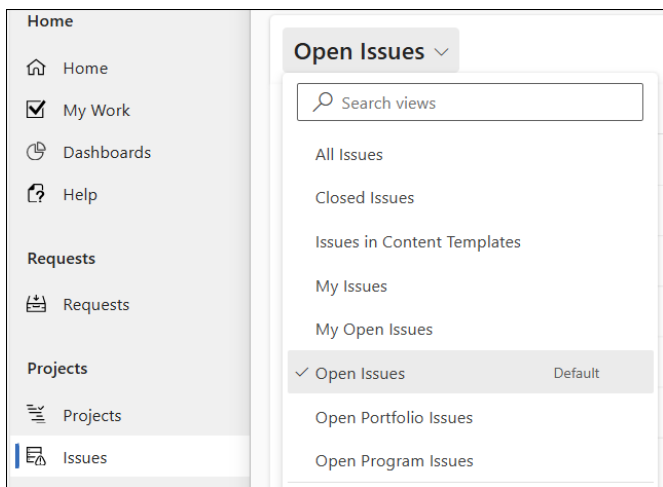 Home
Home
My Work
Dashboards
Help
Requests
Requests
Projects
Projects
Issues
Open Issues
Search views
All Issues
Closed Issues
Issues in Content Templates
My Issues
My Open Issues
Open Issues Default
Open Portfolio Issues
Open Program Issues